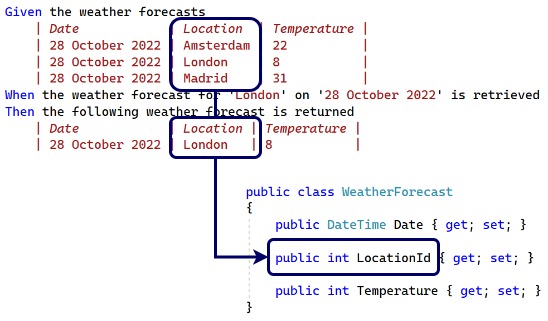 Given the weather forecasts
| Date | Location | Temperature |
| 28 October 2022 | Amsterdam | 22 |
| 28 October 2022 | London | 8 |
| 28 October 2022 | Madrid | 31 |
When the weather forecast for 'London' on '28 October 2022' is retrieved
Then the following weather forecast is returned
| Date | Location | Temperature |
| 28 October 2022 | London | 8 |
public class WeatherForecast
{
public DateTime Date { get; set; }
public int LocationId { get; set; }
public int Temperature { get; set; }
}